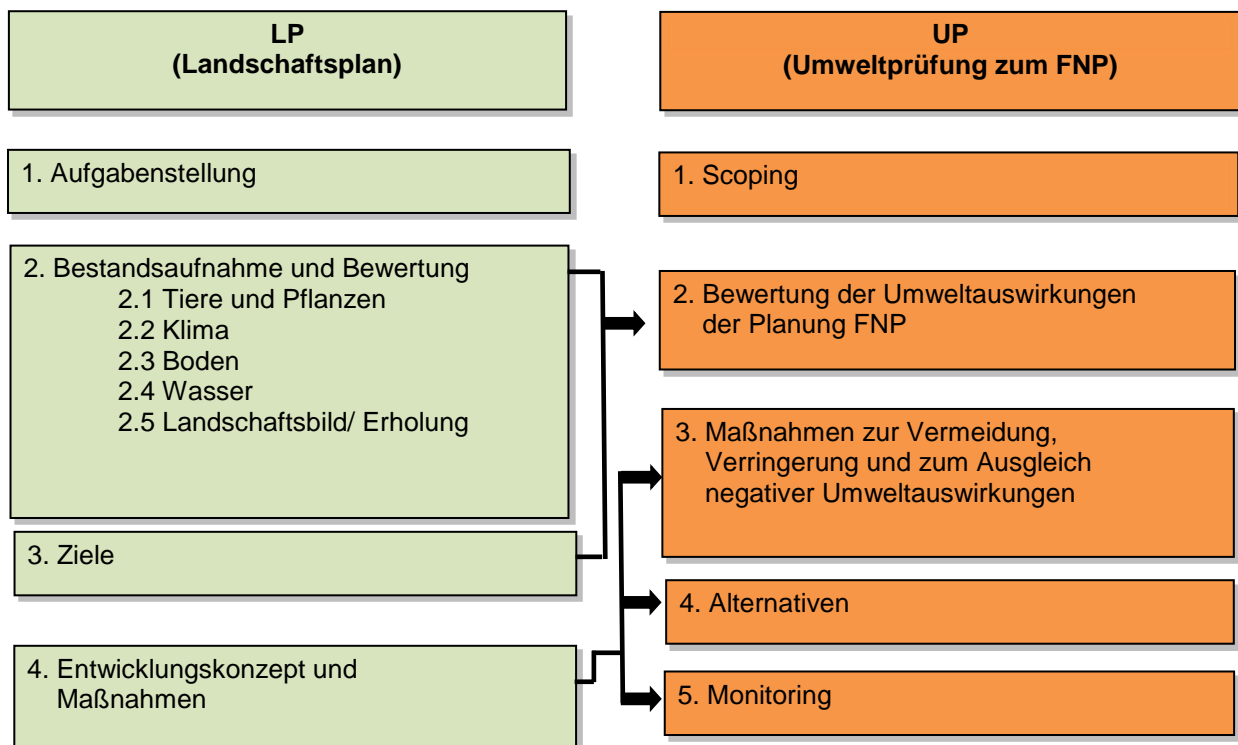 LP
(Landschaftsplan)
1. Aufgabenstellung
2. Bestandsaufnahme und Bewertung
2.1 Tiere und Pflanzen
2.2 Klima
2.3 Boden
2.4 Wasser
2.5 Landschaftsbild/ Erholung
3. Ziele
4. Entwicklungskonzept und
Maßnahmen
UP
(Umweltprüfung zum FNP)
1. Scoping
2. Bewertung der Umweltauswirkungen
der Planung FNP
3. Maßnahmen zur Vermeidung,
Verringerung und zum Ausgleich
negativer Umweltauswirkungen
4. Alternativen
5. Monitoring